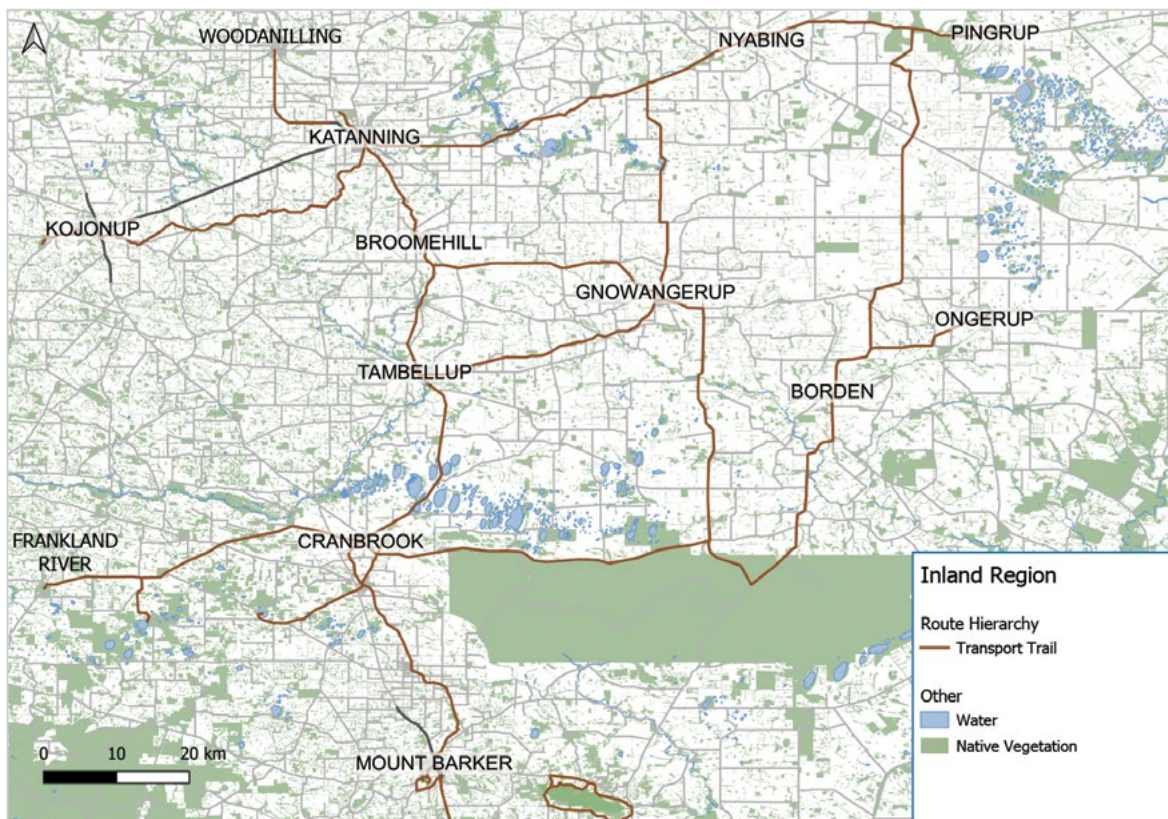 WOODANILLING
NYABING
PINGRUP
KATANNING
KOJONUP
BROOMEHILL
GNOWANGERUP
ONGERUP
TAMBELLUP
BORDEN
FRANKLAND
RIVER
CRANBROOK
MOUNT BARKER
0 10 20 km
Inland Region
Route Hierarchy
Transport Trail
Other
Water
Native Vegetation